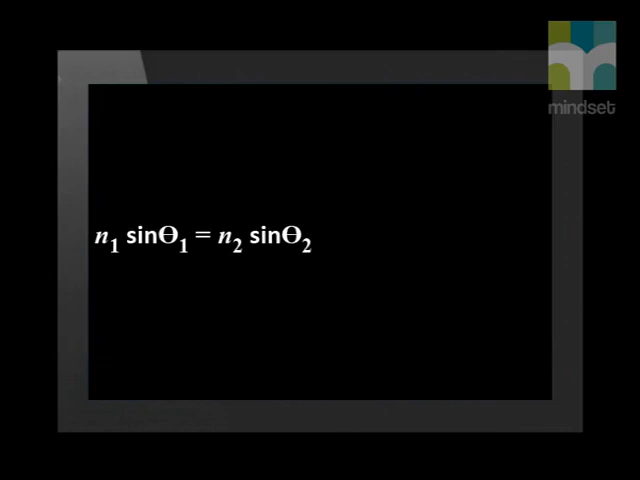 mindset
n₁ sinΘ₁ = n₂ sinΘ₂